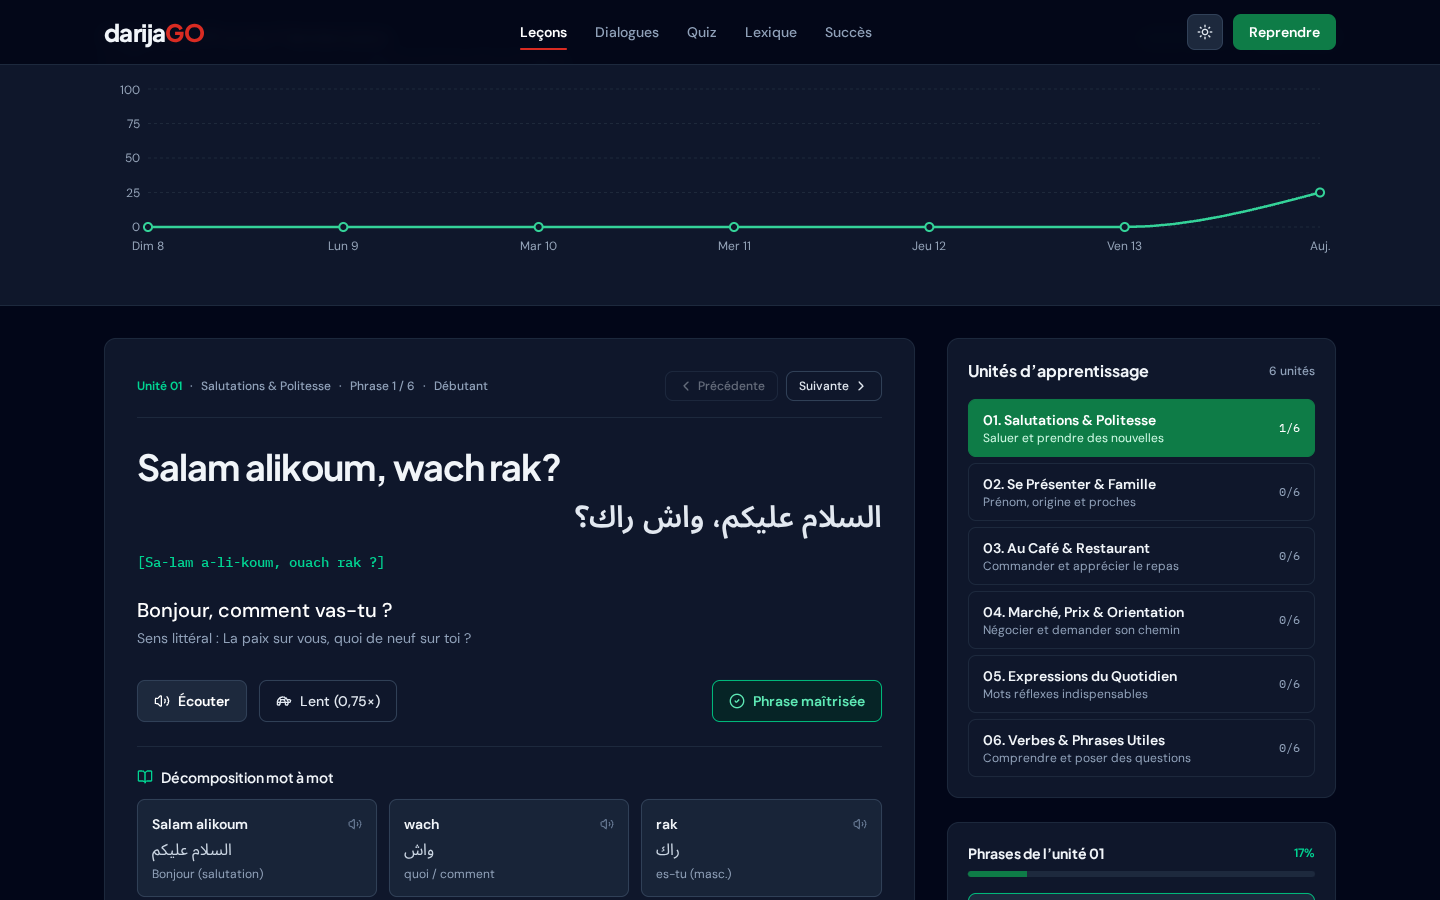 darijaGO
Leçons
Dialogues
Quiz
Lexique
Succès
Reprendre
100
75
50
25
0
Dim 8
Lun 9
Mar 10
Mer 11
Jeu 12
Ven 13
Auj.
Unité 01 · Salutations & Politesse · Phrase 1 / 6 · Débutant
Précédente
Suivante
Salam alikoum, wach rak?
السلام عليكم، واش راك؟
[Sa-lam a-li-koum, ouach rak ?]
Bonjour, comment vas-tu ?
Sens littéral : La paix sur vous, quoi de neuf sur toi ?
Écouter
Lent (0,75×)
Phrase maîtrisée
Décomposition mot à mot
Salam alikoum
السلام عليكم
Bonjour (salutation)
wach
واش
quoi / comment
rak
راك
es-tu (masc.)
Unités d’apprentissage
6 unités
01. Salutations & Politesse
Saluer et prendre des nouvelles
1/6
02. Se Présenter & Famille
Prénom, origine et proches
0/6
03. Au Café & Restaurant
Commander et apprécier le repas
0/6
04. Marché, Prix & Orientation
Négocier et demander son chemin
0/6
05. Expressions du Quotidien
Mots réflexes indispensables
0/6
06. Verbes & Phrases Utiles
Comprendre et poser des questions
0/6
Phrases de l’unité 01
17%